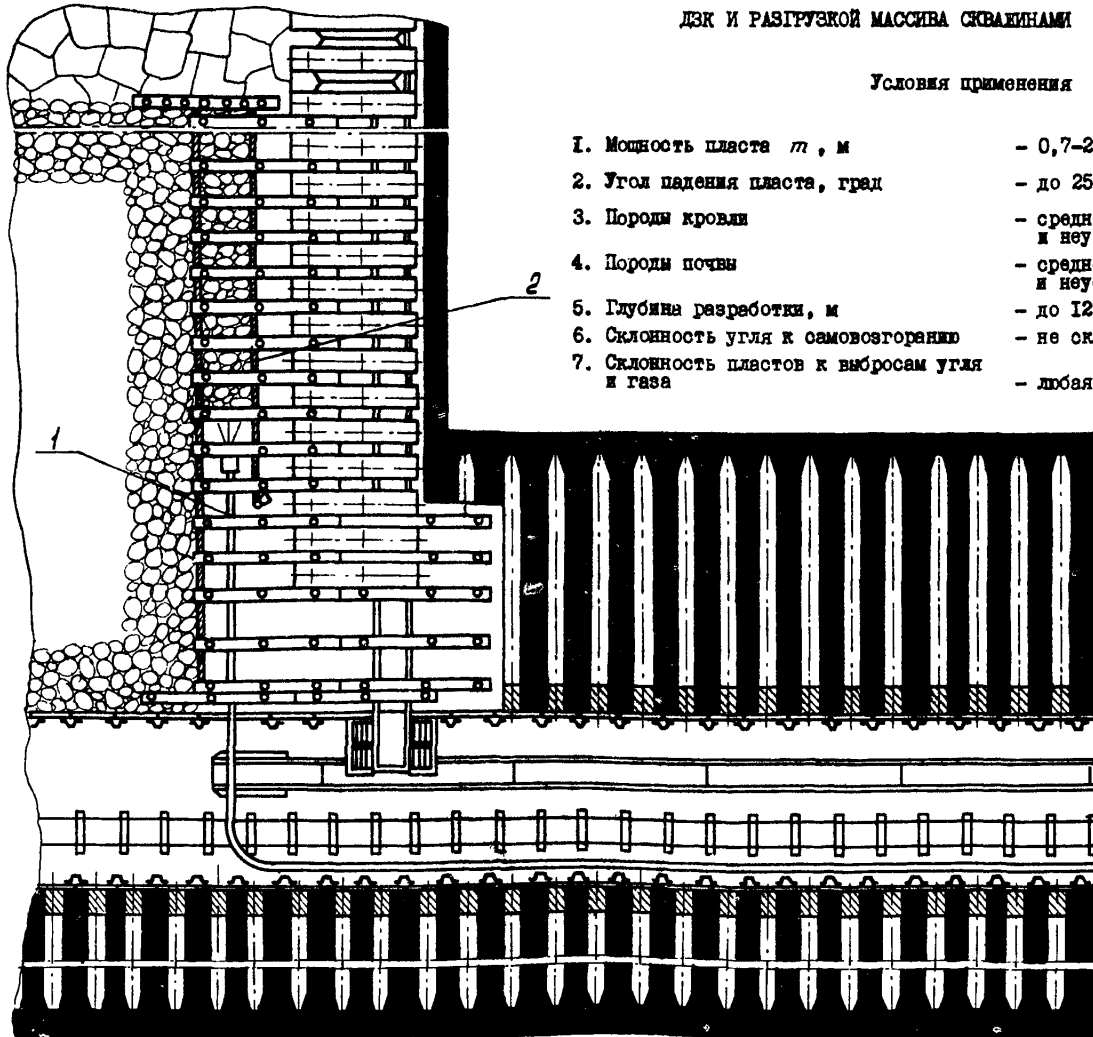 ДЗК И РАЗГРУЗКОЙ МАССИВА СКВАЖИНАМИ
Условия применения
I. Мощность пласта m, м - 0,7-2
2. Угол падения пласта, град - до 25
3. Породы кровли - средн
и неу
4. Породы почвы - средн
и неу
5. Глубина разработки, м - до I2
6. Склонность угля к самовозгоранию - не ск
7. Склонность пластов к выбросам угля
и газа - любая
2
1